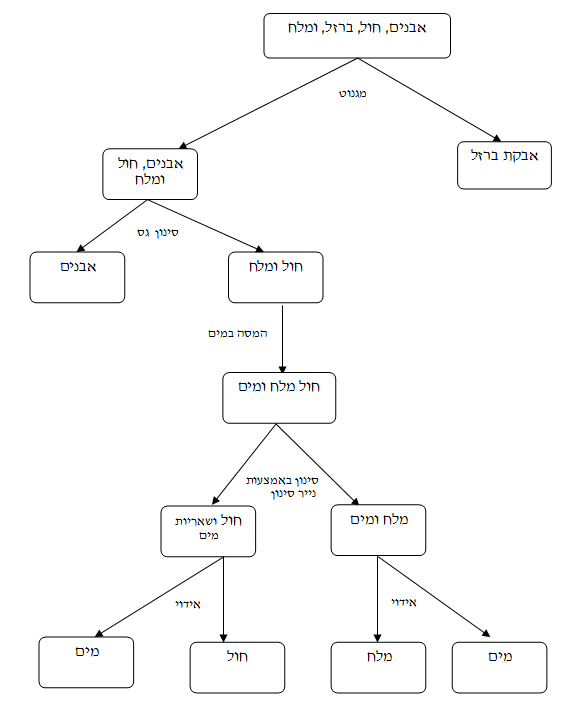 אבנים, חול, ברזל, ומלח
מגנוט
אבקת ברזל
אבנים, חול
ומלח
סינון גס
אבנים
חול ומלח
המסה במים
חול מלח ומים
סינון באמצעות
נייר סינון
חול ושאריות
מים
מלח ומים
אידוי
אידוי
מים
חול
מלח
מים